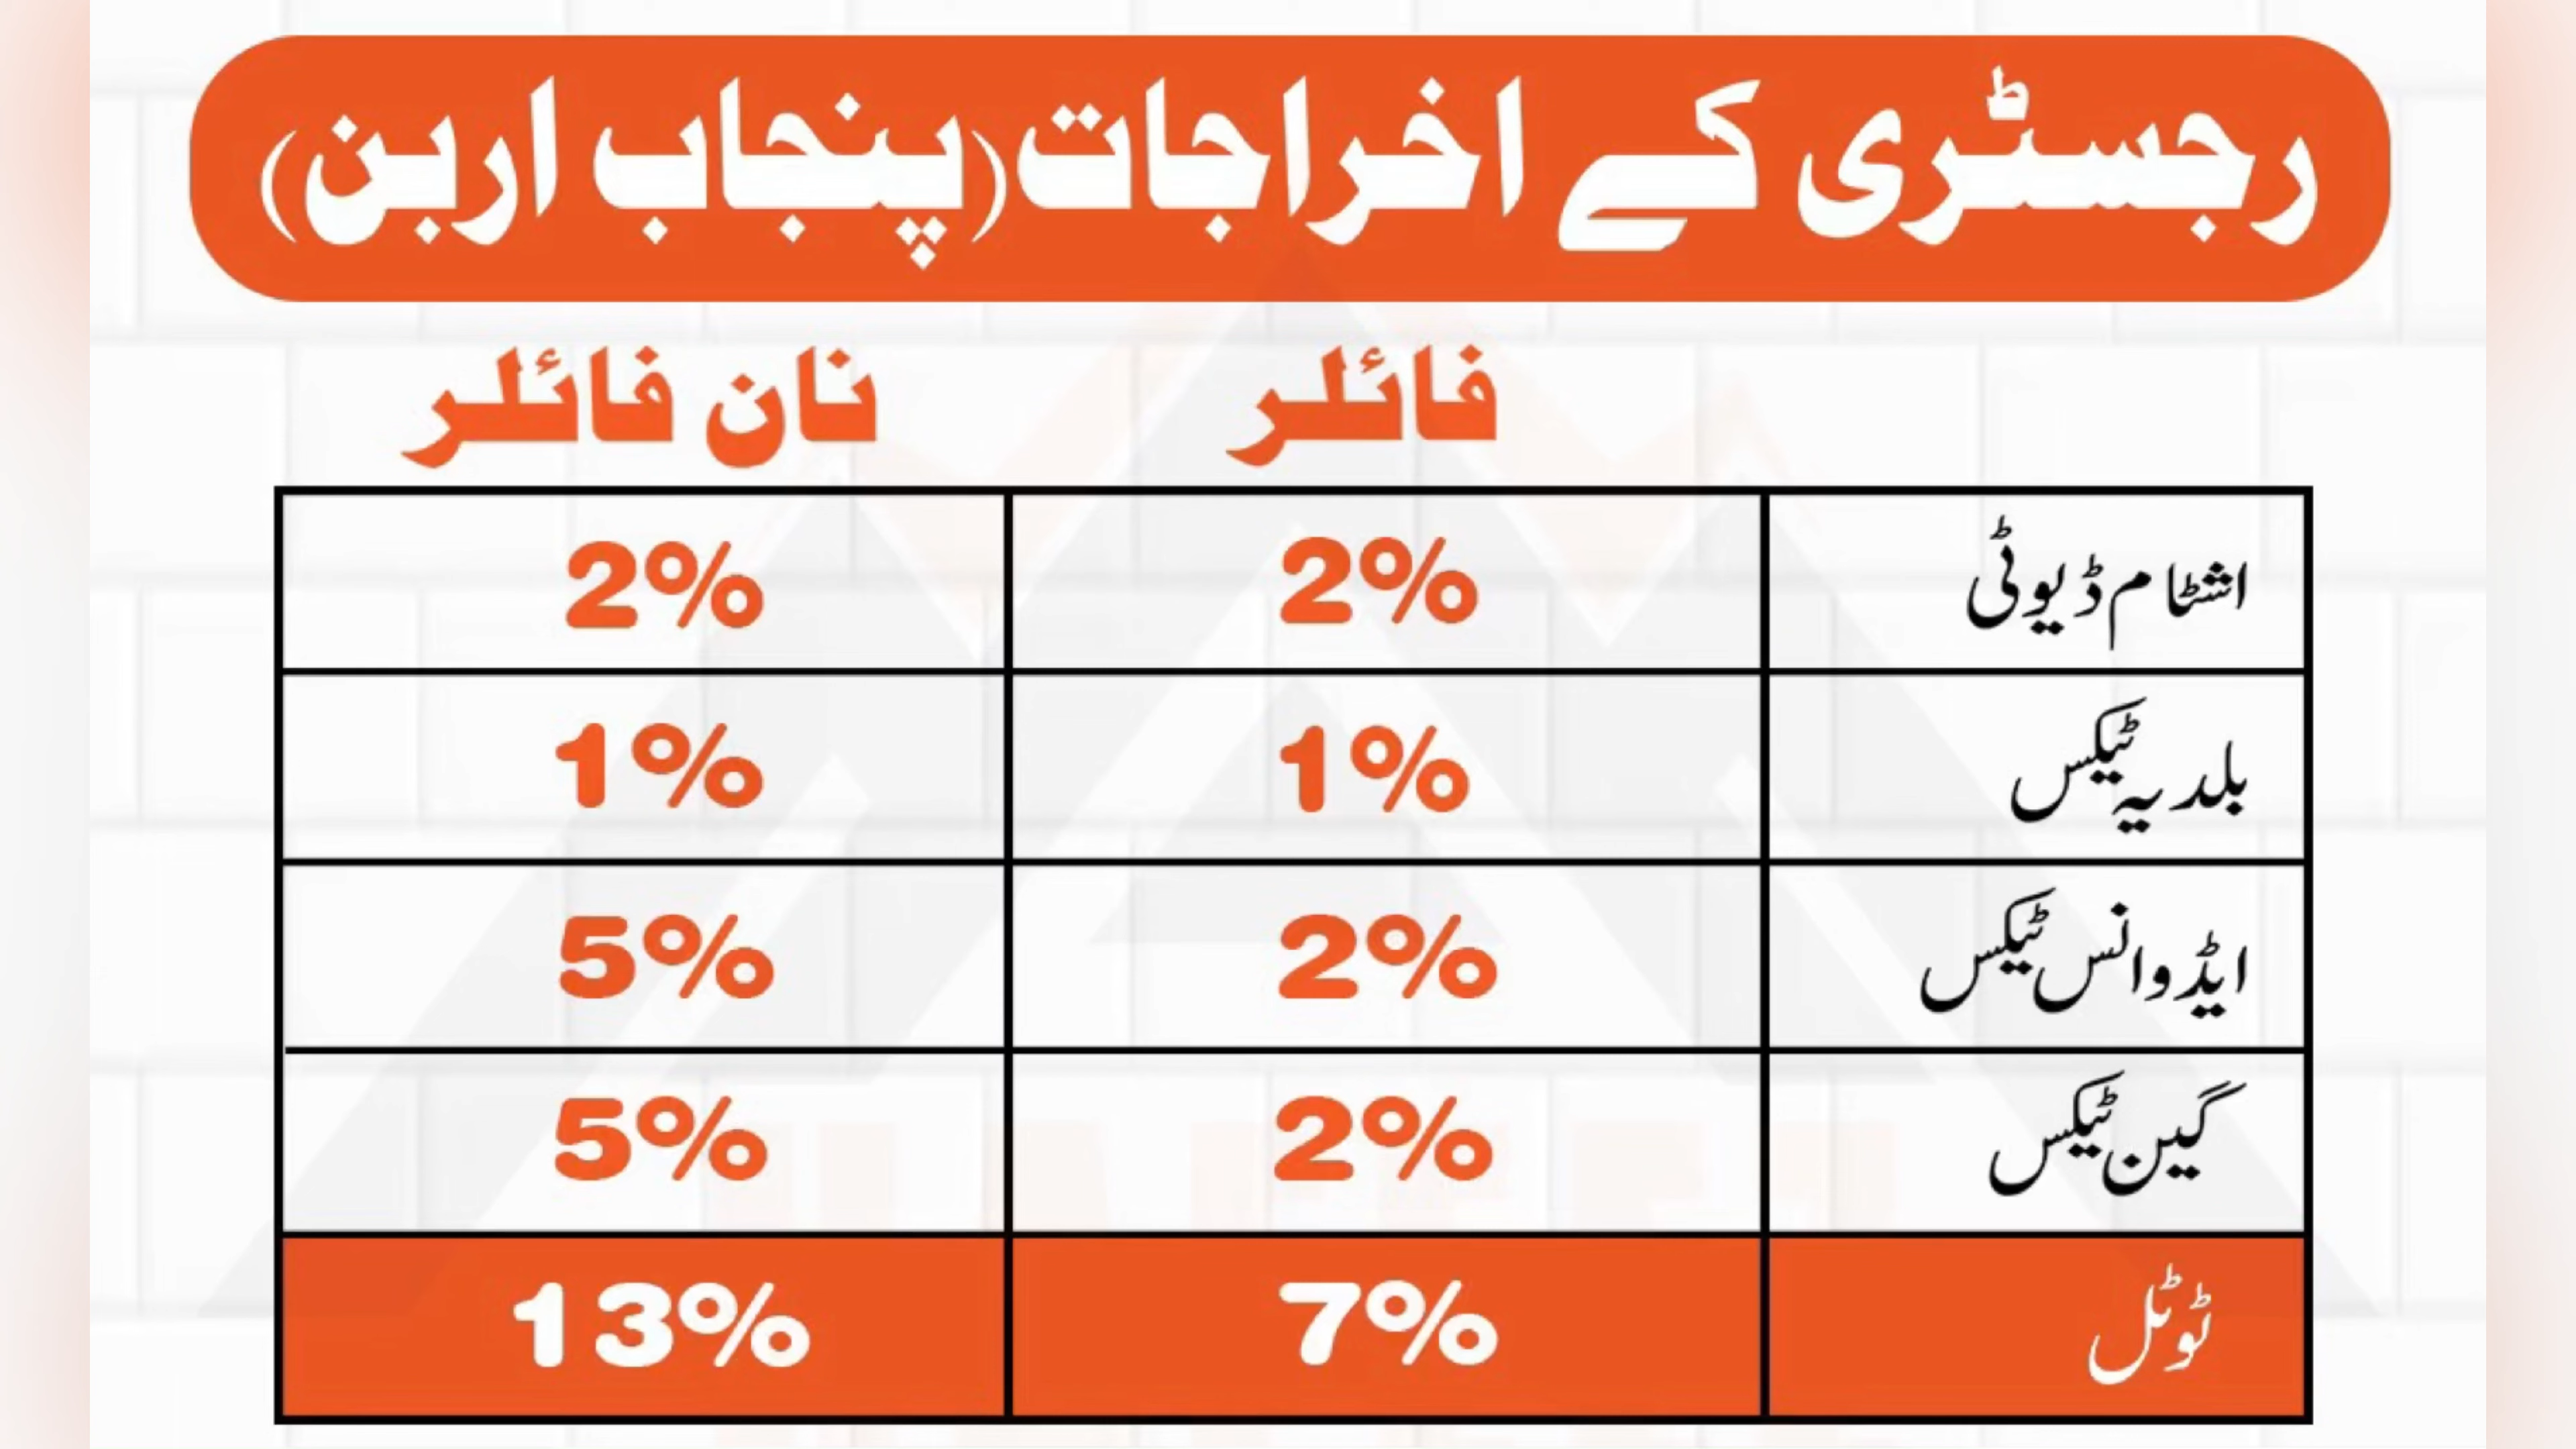 رجسٹری کے اخراجات(پنجاب اربن)
فائلر نان فائلر
اشٹام ڈیوٹی 2% 2%
بلدیہ ٹیکس 1% 1%
ایڈوانس ٹیکس 2% 5%
گین ٹیکس 2% 5%
ٹوٹل 7% 13%